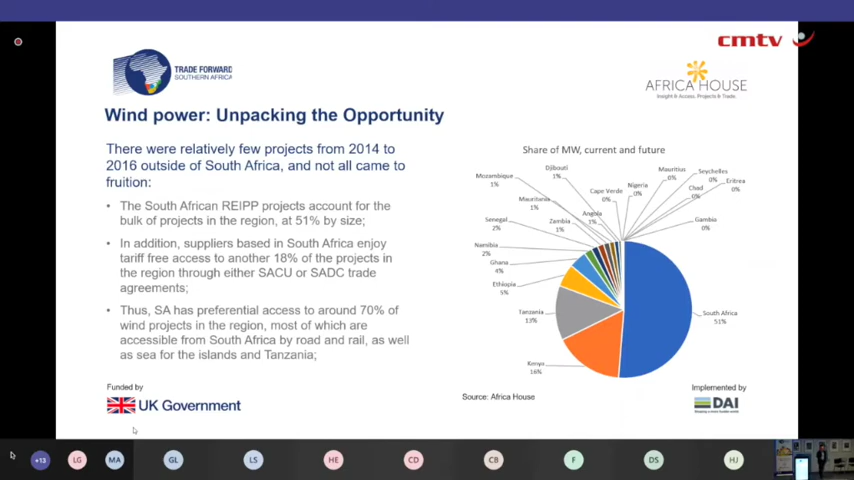 cmtv
TRADE FORWARD
SOUTHERN AFRICA
AFRICA HOUSE
Insight & Access, Projects & Trade.
Wind power: Unpacking the Opportunity
There were relatively few projects from 2014 to
2016 outside of South Africa, and not all came to
fruition:
• The South African REIPP projects account for the
bulk of projects in the region, at 51% by size;
• In addition, suppliers based in South Africa enjoy
tariff free access to another 18% of the projects in
the region through either SACU or SADC trade
agreements;
• Thus, SA has preferential access to around 70% of
wind projects in the region, most of which are
accessible from South Africa by road and rail, as well
as sea for the islands and Tanzania;
Share of MW, current and future
Djibouti
1%
Mauritius
0%
Seychelles
0%
Mozambique
1%
Eritrea
0%
Nigeria
0%
Cape Verde
0%
Chad
0%
Mauritania
1%
Angola
1%
Gambia
0%
Zambia
1%
Senegal
2%
Namibia
2%
Ghana
4%
Ethiopia
5%
Tanzania
13%
South Africa
51%
Kenya
16%
Funded by
UK Government
Source: Africa House
Implemented by
DAI
+13
LG
MA
GL
LS
HE
CD
CB
F
DS
HJ